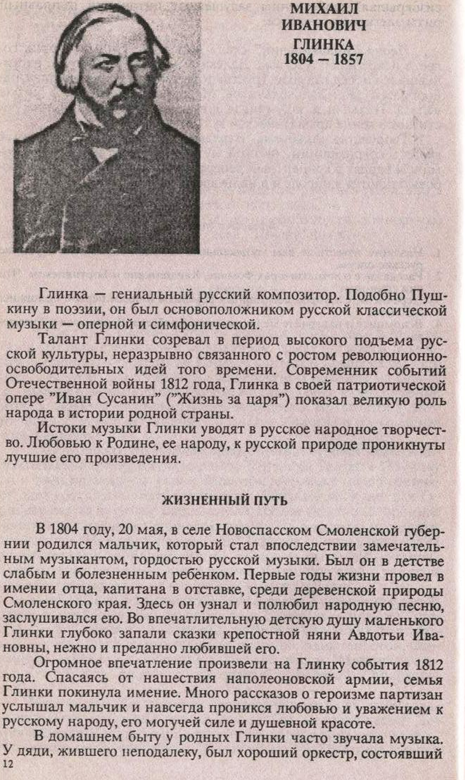 МИХАИЛ
ИВАНОВИЧ
ГЛИНКА
1804 — 1857
Глинка — гениальный русский композитор. Подобно Пуш-
кину в поэзии, он был основоположником русской классической
музыки — оперной и симфонической.
Талант Глинки созревал в период высокого подъема рус-
ской культуры, неразрывно связанного с ростом революционно-
освободительных идей того времени. Современник событий
Отечественной войны 1812 года, Глинка в своей патриотической
опере "Иван Сусанин" ("Жизнь за царя") показал великую роль
народа в истории родной страны.
Истоки музыки Глинки уводят в русское народное творчест-
во. Любовью к Родине, ее народу, к русской природе проникнуты
лучшие его произведения.
ЖИЗНЕННЫЙ ПУТЬ
В 1804 году, 20 мая, в селе Новоспасском Смоленской губер-
нии родился мальчик, который стал впоследствии замечатель-
ным музыкантом, гордостью русской музыки. Был он в детстве
слабым и болезненным ребенком. Первые годы жизни провел в
имении отца, капитана в отставке, среди деревенской природы
Смоленского края. Здесь он узнал и полюбил народную песню,
заслушивался ею. Во впечатлительную детскую душу маленького
Глинки глубоко запали сказки крепостной няни Авдотьи Ива-
новны, нежно и преданно любившей его.
Огромное впечатление произвели на Глинку события 1812
года. Спасаясь от нашествия наполеоновской армии, семья
Глинки покинула имение. Много рассказов о героизме партизан
услышал мальчик и навсегда проникся любовью и уважением к
русскому народу, его могучей силе и душевной красоте.
В домашнем быту у родных Глинки часто звучала музыка.
У дяди, жившего неподалеку, был хороший оркестр, состоявший
12